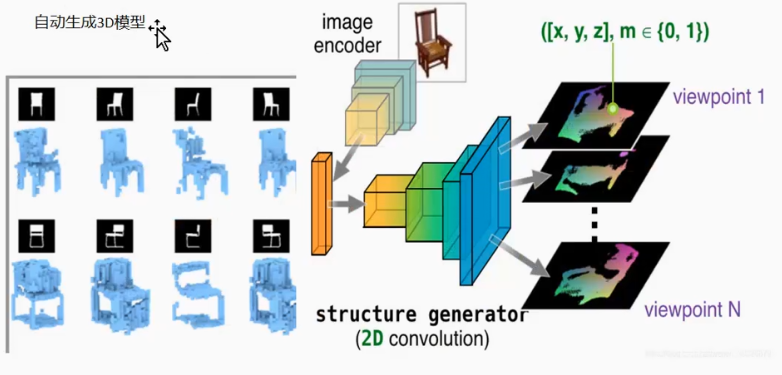 自动生成3D模型
image
encoder
([x, y, z], m ∈ {0, 1})
viewpoint 1
structure generator
(2D convolution)
viewpoint N